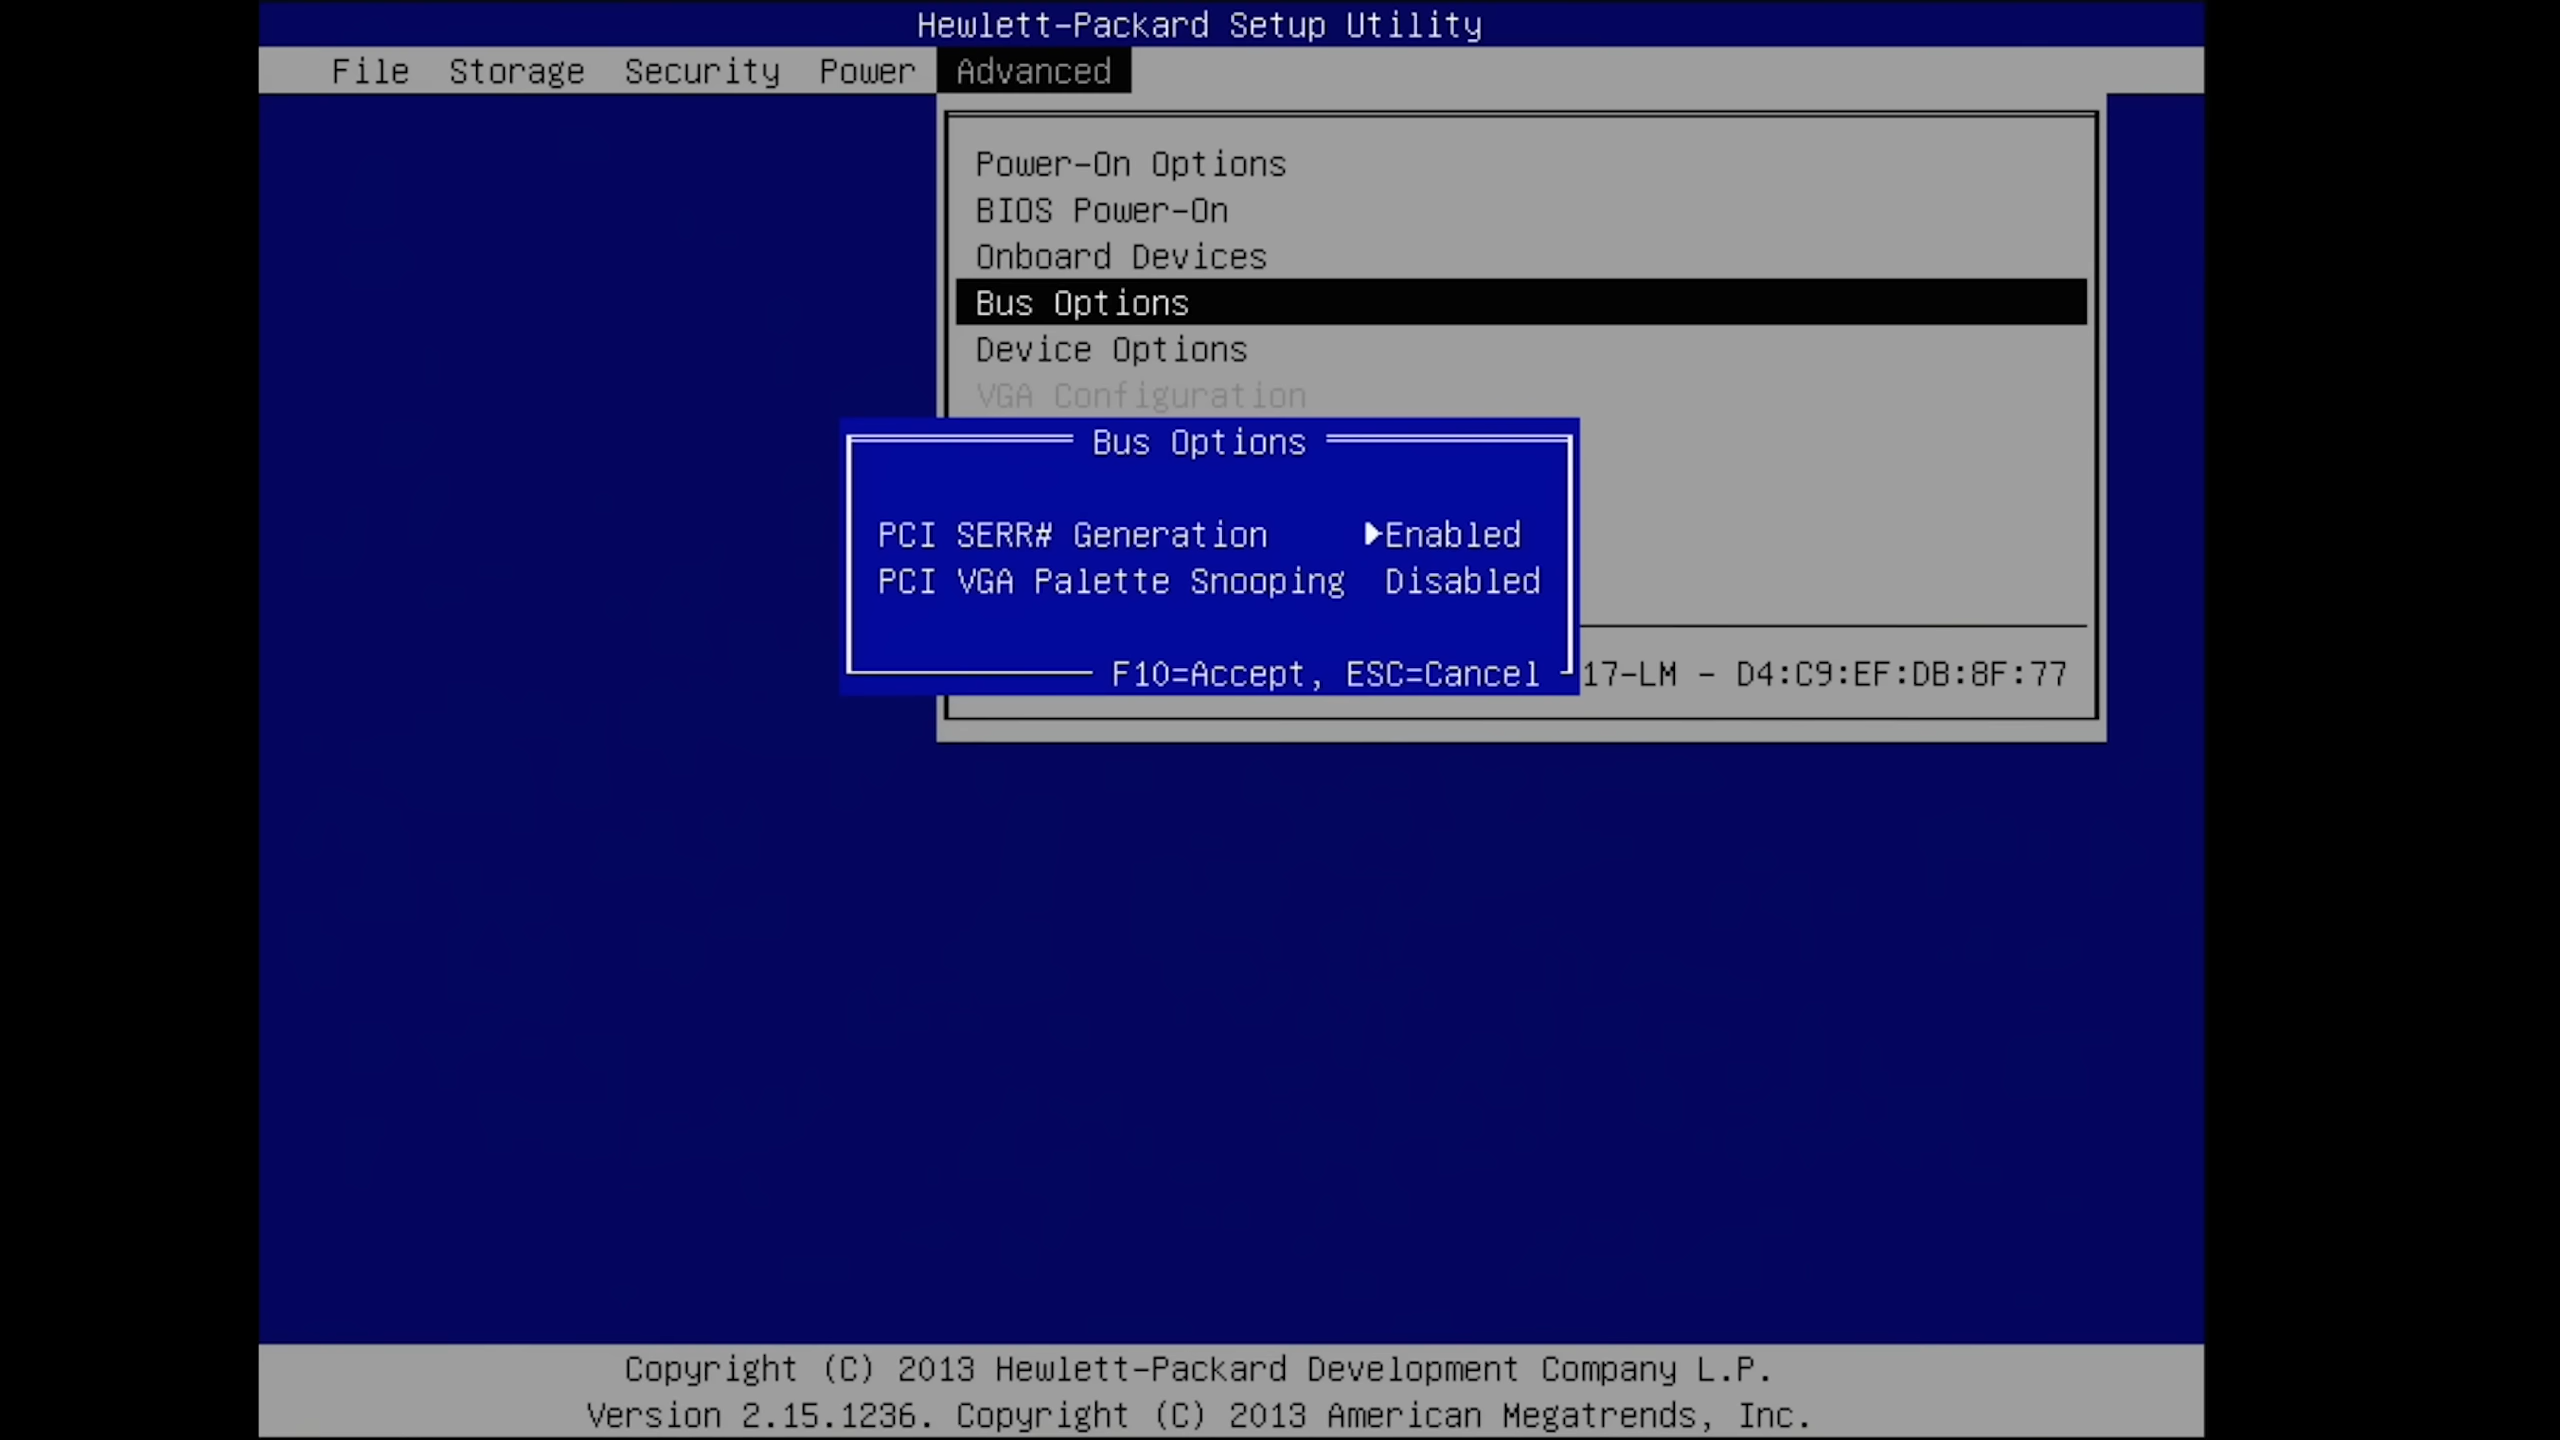 Hewlett-Packard Setup Utility
File Storage Security Power Advanced
Power-On Options
BIOS Power-On
Onboard Devices
Bus Options
Device Options
VGA Configuration
Bus Options
PCI SERR# Generation ▶Enabled
PCI VGA Palette Snooping Disabled
F10=Accept, ESC=Cancel
17-LM - D4:C9:EF:DB:8F:77
Copyright (C) 2013 Hewlett-Packard Development Company L.P.
Version 2.15.1236. Copyright (C) 2013 American Megatrends, Inc.